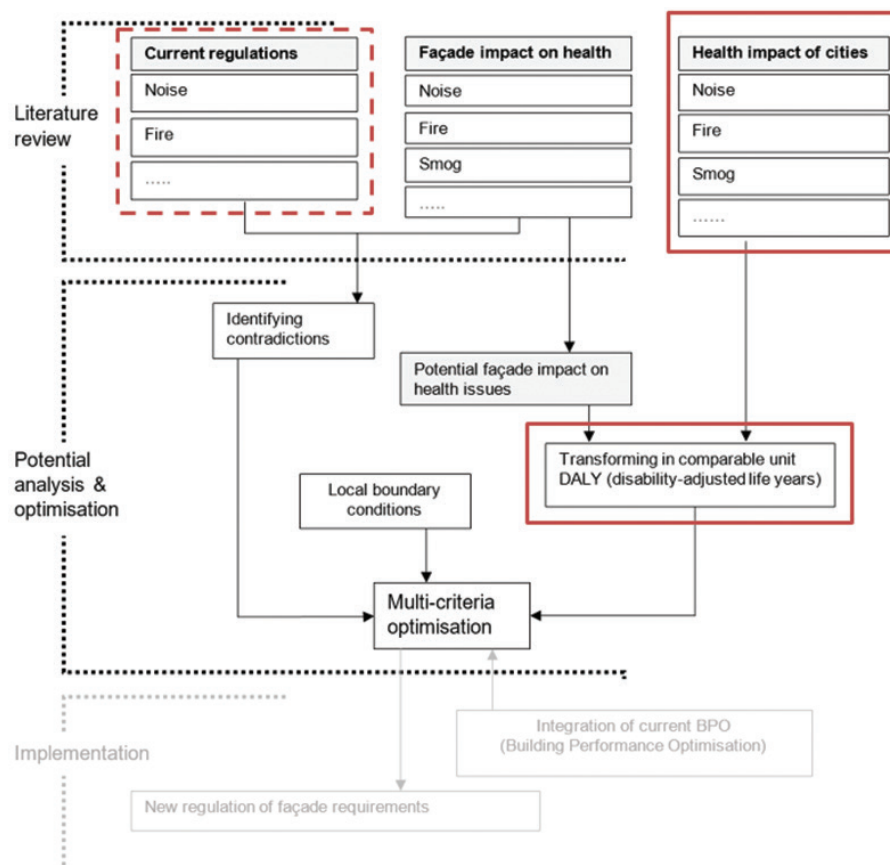 Current regulations
Noise
Fire
.....
Façade impact on health
Noise
Fire
Smog
.....
Health impact of cities
Noise
Fire
Smog
......
Literature
review
Identifying
contradictions
Potential façade impact on
health issues
Transforming in comparable unit
DALY (disability-adjusted life years)
Potential
analysis &
optimisation
Local boundary
conditions
Multi-criteria
optimisation
Implementation
Integration of current BPO
(Building Performance Optimisation)
New regulation of façade requirements